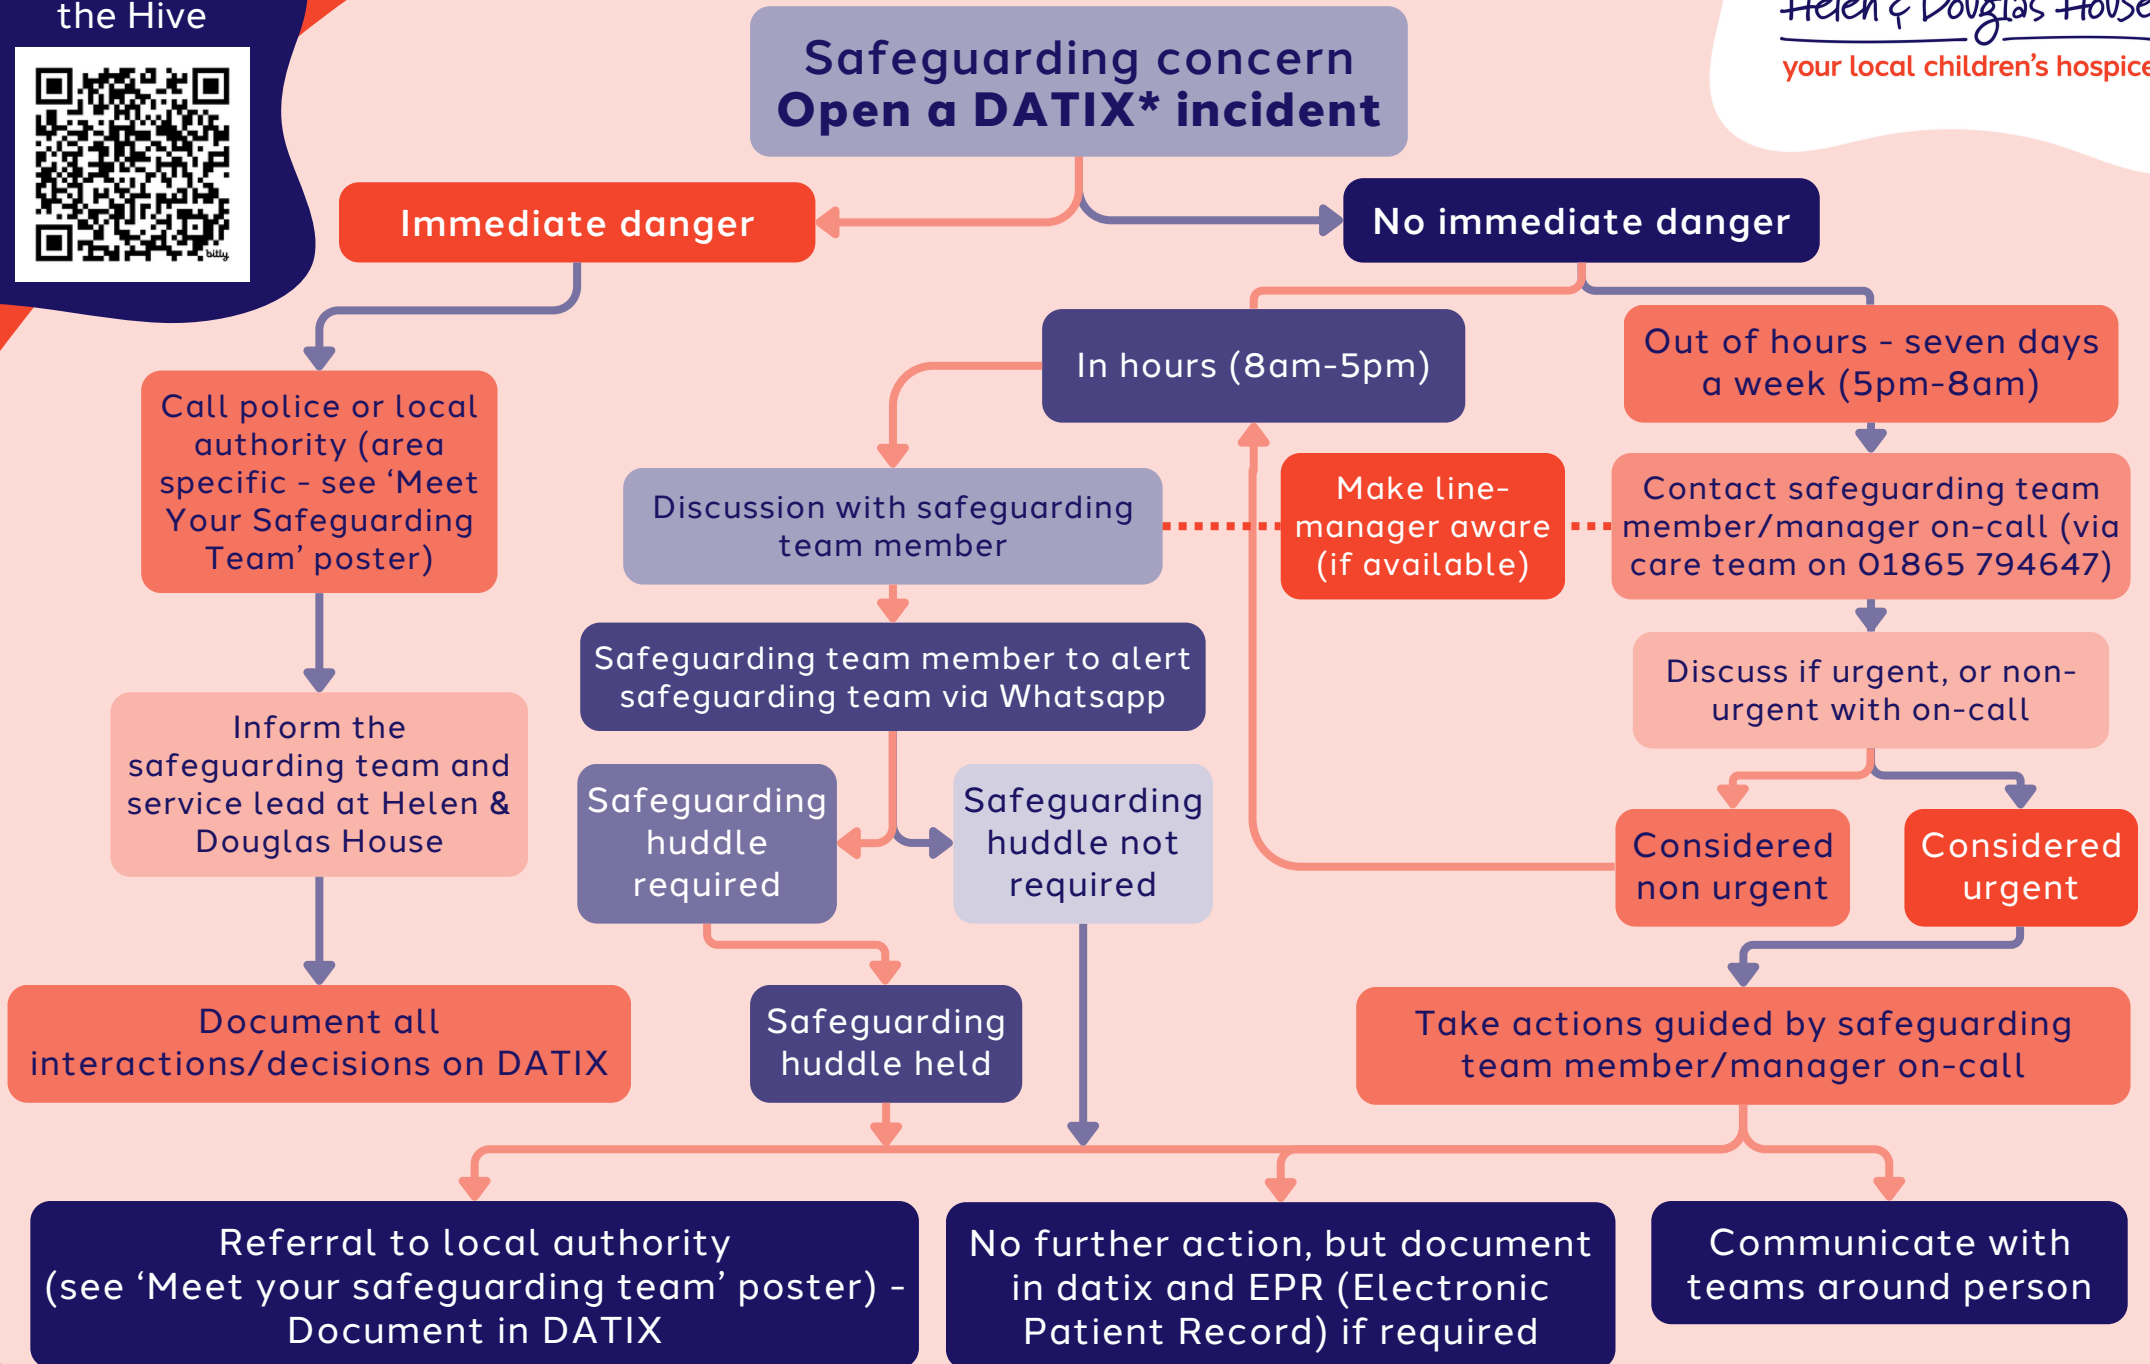 the Hive
bitly
Helen & Douglas House
your local children's hospice
Safeguarding concern
Open a DATIX* incident
Immediate danger
No immediate danger
Call police or local
authority (area
specific - see ‘Meet
Your Safeguarding
Team’ poster)
Inform the
safeguarding team and
service lead at Helen &
Douglas House
Document all
interactions/decisions on DATIX
In hours (8am-5pm)
Discussion with safeguarding
team member
Make line-
manager aware
(if available)
Safeguarding team member to alert
safeguarding team via Whatsapp
Safeguarding
huddle
required
Safeguarding
huddle not
required
Safeguarding
huddle held
Out of hours - seven days
a week (5pm-8am)
Contact safeguarding team
member/manager on-call (via
care team on 01865 794647)
Discuss if urgent, or non-
urgent with on-call
Considered
non urgent
Considered
urgent
Take actions guided by safeguarding
team member/manager on-call
Referral to local authority
(see ‘Meet your safeguarding team’ poster) -
Document in DATIX
No further action, but document
in datix and EPR (Electronic
Patient Record) if required
Communicate with
teams around person